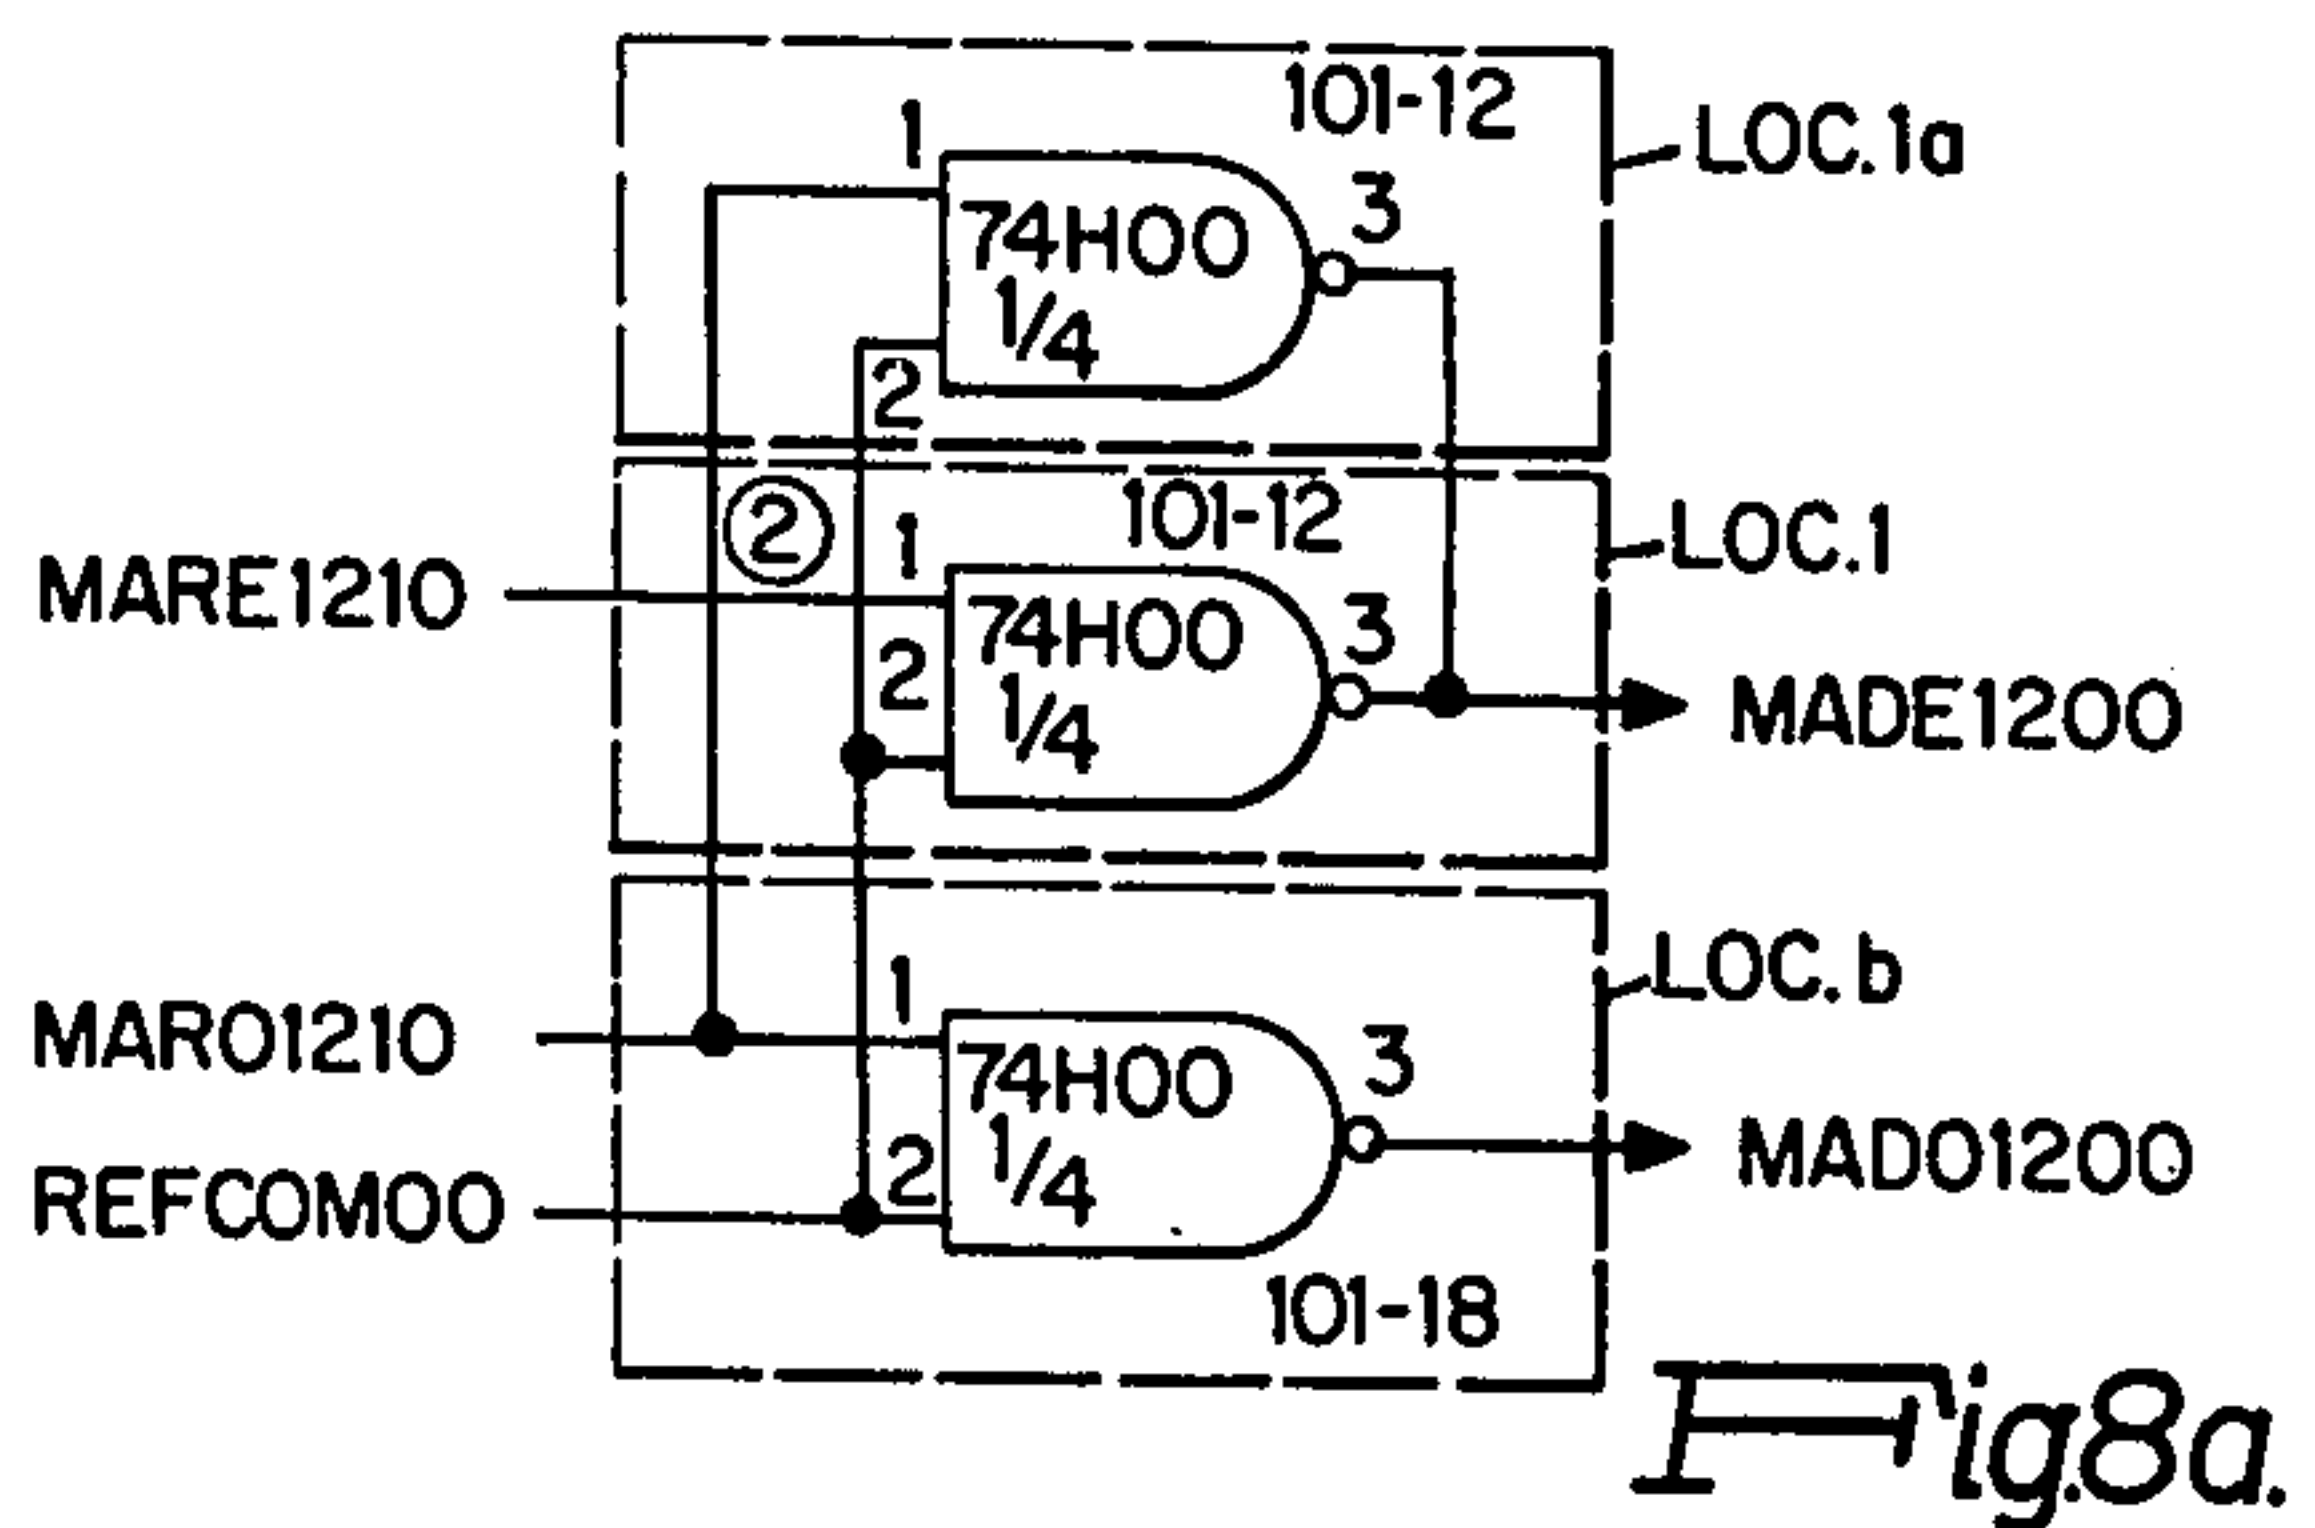 101-12
LOC.1a
1
74H00
3
1/4
2
②
101-12
LOC.1
1
MARE1210
74H00
3
2
1/4
MADE1200
LOC.b
1
MARO1210
74H00
3
2
1/4
MADO1200
REFCOM00
101-18
Fig.8a.